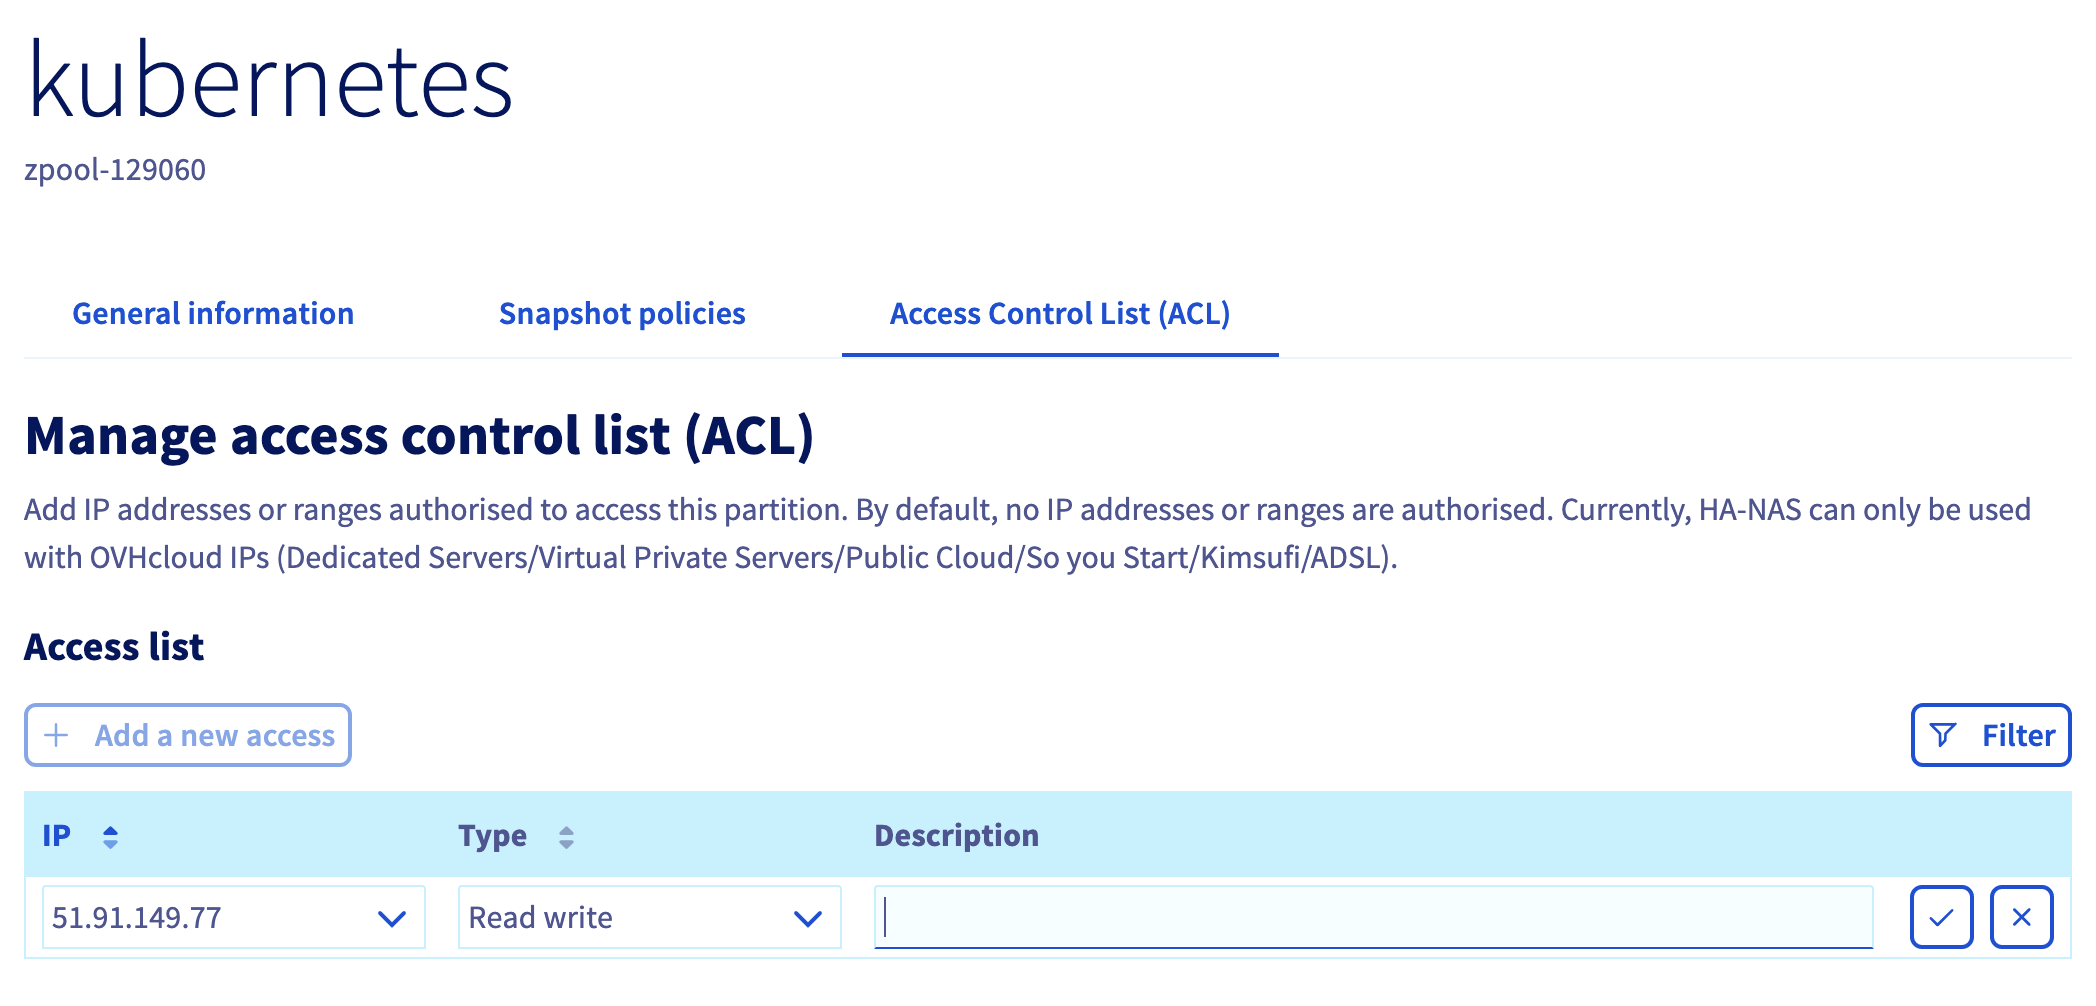 kubernetes
zpool-129060
General information Snapshot policies Access Control List (ACL)
Manage access control list (ACL)
Add IP addresses or ranges authorised to access this partition. By default, no IP addresses or ranges are authorised. Currently, HA-NAS can only be used
with OVHcloud IPs (Dedicated Servers/Virtual Private Servers/Public Cloud/So you Start/Kimsufi/ADSL).
Access list
Add a new access Filter
IP Type Description
51.91.149.77 Read write